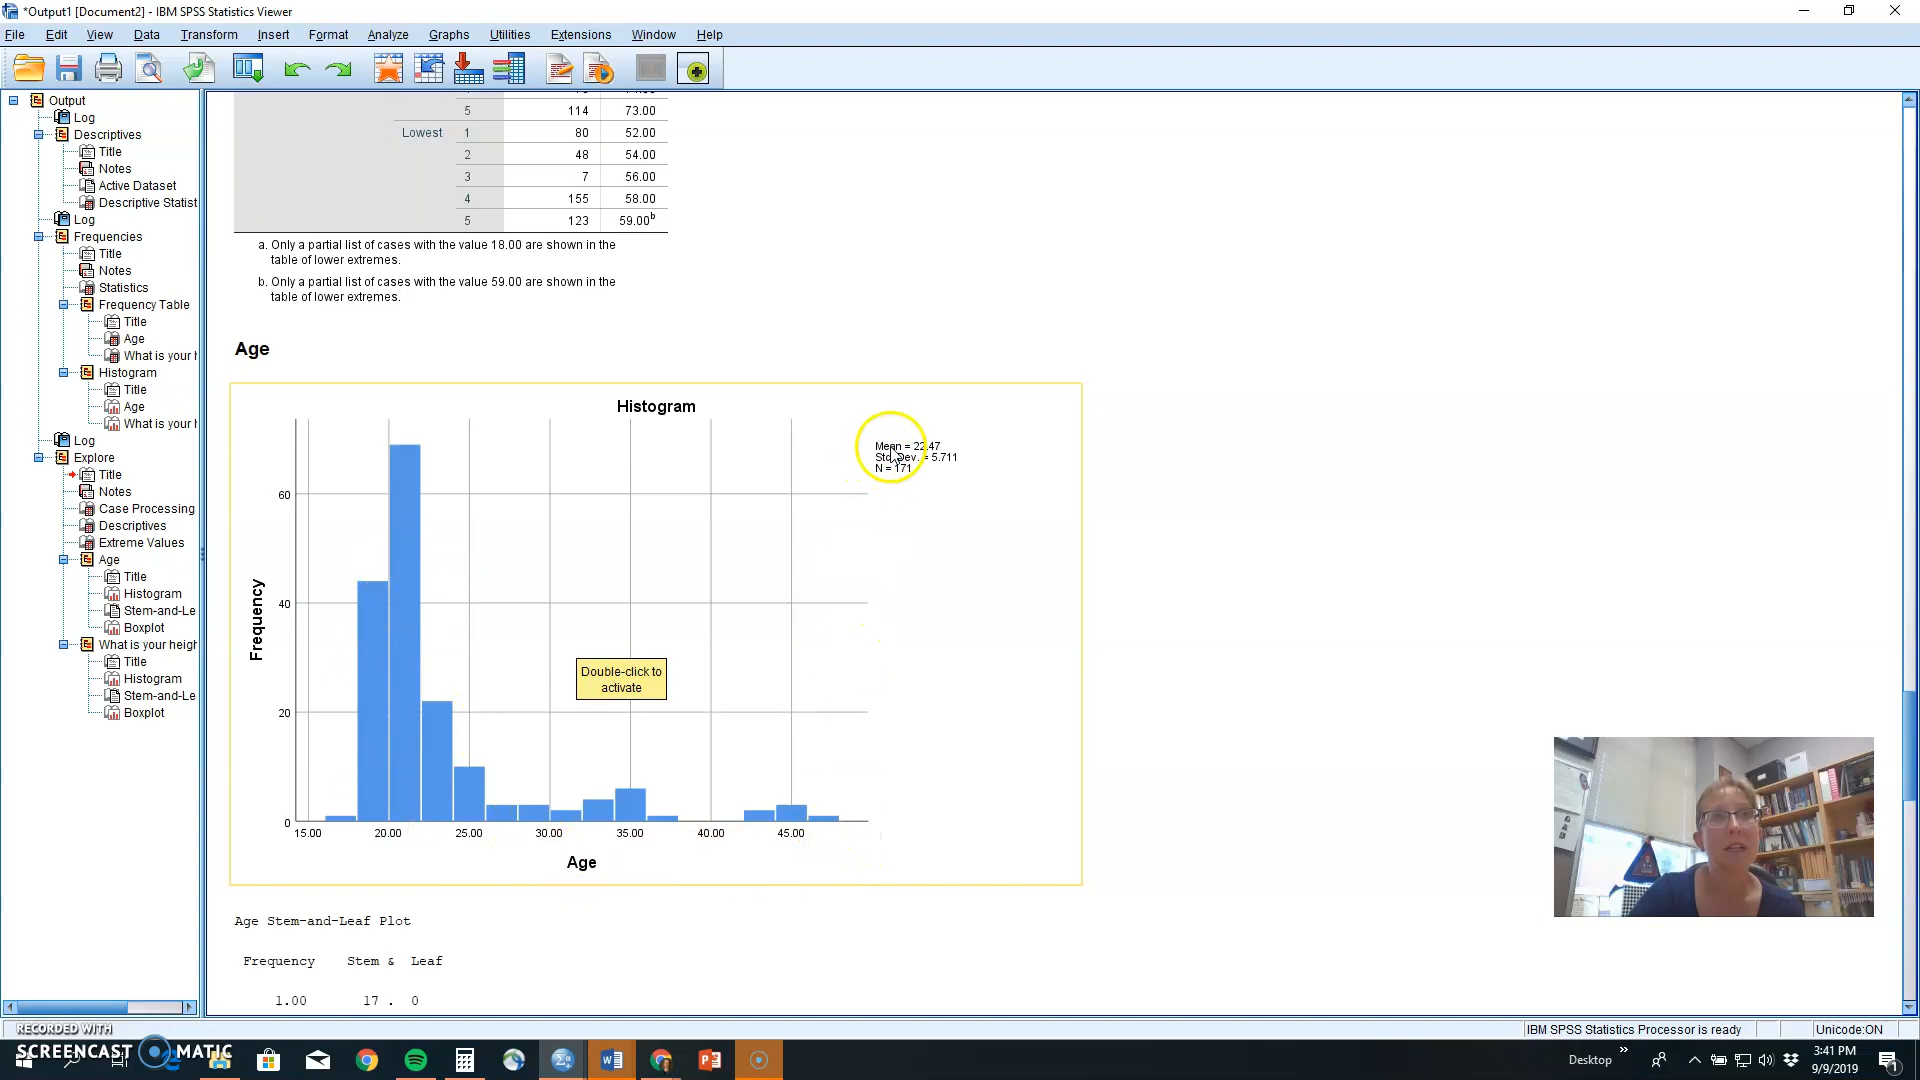 *Output1 [Document2] - IBM SPSS Statistics Viewer
File Edit View Data Transform Insert Format Analyze Graphs Utilities Extensions Window Help
Output
Log
Descriptives
Title
Notes
Active Dataset
Descriptive Statist
Log
Frequencies
Title
Notes
Statistics
Frequency Table
Title
Age
What is your h
Histogram
Title
Age
What is your h
Log
Explore
Title
Notes
Case Processing
Descriptives
Extreme Values
Age
Title
Histogram
Stem-and-Le
Boxplot
What is your heigh
Title
Histogram
Stem-and-Le
Boxplot
5 114 73.00
Lowest 1 80 52.00
2 48 54.00
3 7 56.00
4 155 58.00
5 123 59.00b
a. Only a partial list of cases with the value 18.00 are shown in the
table of lower extremes.
b. Only a partial list of cases with the value 59.00 are shown in the
table of lower extremes.
Age
Histogram
Mean = 22.47
Std. Dev. = 5.711
N = 171
Frequency
60
40
20
0
15.00 20.00 25.00 30.00 35.00 40.00 45.00
Age
Double-click to
activate
Age Stem-and-Leaf Plot
Frequency Stem & Leaf
1.00 17 . 0
IBM SPSS Statistics Processor is ready
Unicode:ON
RECORDED WITH
SCREENCAST MATIC
Desktop
3:41 PM
9/9/2019